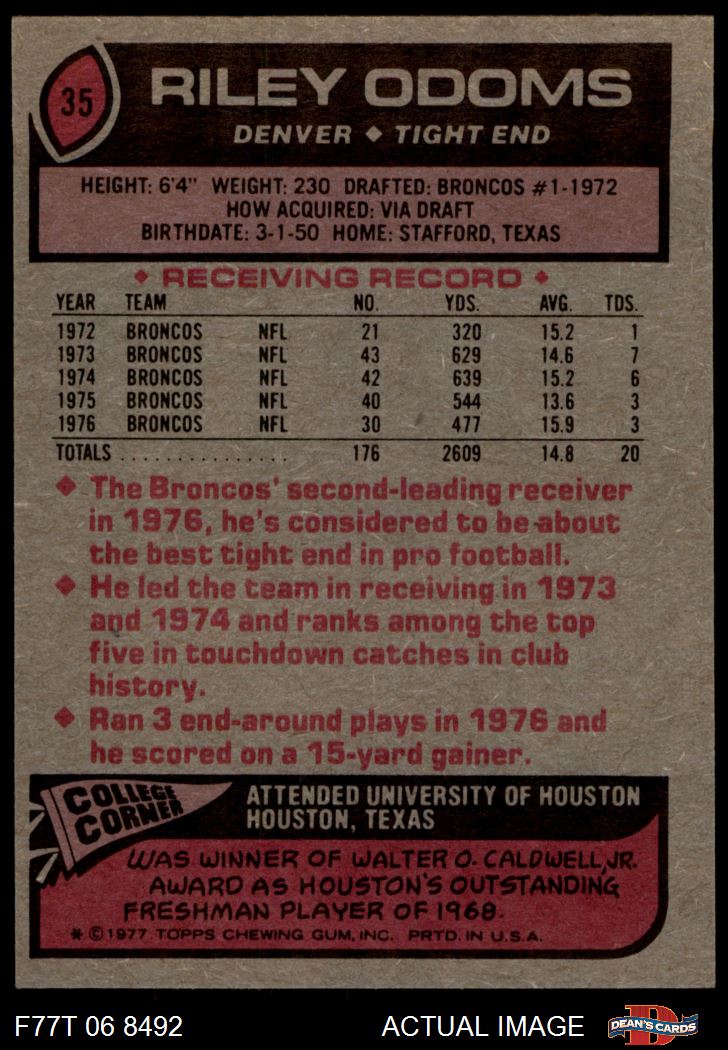 35
RILEY ODOMS
DENVER ◆ TIGHT END
HEIGHT: 6'4" WEIGHT: 230 DRAFTED: BRONCOS #1-1972
HOW ACQUIRED: VIA DRAFT
BIRTHDATE: 3-1-50 HOME: STAFFORD, TEXAS
◆ RECEIVING RECORD ◆
YEAR TEAM NO. YDS. AVG. TDS.
1972 BRONCOS NFL 21 320 15.2 1
1973 BRONCOS NFL 43 629 14.6 7
1974 BRONCOS NFL 42 639 15.2 6
1975 BRONCOS NFL 40 544 13.6 3
1976 BRONCOS NFL 30 477 15.9 3
TOTALS . . . . . . . . . . . . . . . 176 2609 14.8 20
◆ The Broncos' second-leading receiver
in 1976, he's considered to be about
the best tight end in pro football.
◆ He led the team in receiving in 1973
and 1974 and ranks among the top
five in touchdown catches in club
history.
◆ Ran 3 end-around plays in 1976 and
he scored on a 15-yard gainer.
COLLEGE
CORNER
ATTENDED UNIVERSITY OF HOUSTON
HOUSTON, TEXAS
WAS WINNER OF WALTER O. CALDWELL, JR.
AWARD AS HOUSTON'S OUTSTANDING
FRESHMAN PLAYER OF 1968.
* © 1977 TOPPS CHEWING GUM, INC. PRTD. IN U.S.A.
F77T 06 8492 ACTUAL IMAGE
D
DEAN'S CARDS